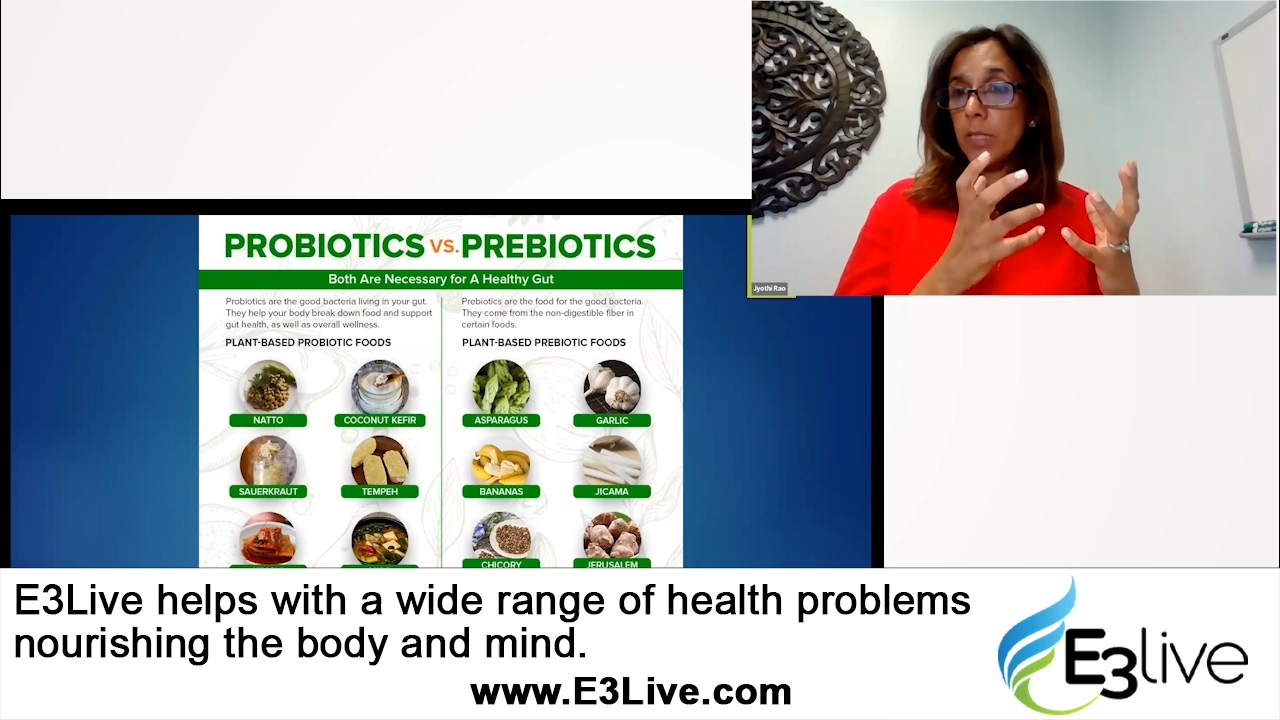 Jyothi Rao
PROBIOTICS VS. PREBIOTICS
Both Are Necessary for A Healthy Gut
Probiotics are the good bacteria living in your gut.
They help your body break down food and support
gut health, as well as overall wellness.
PLANT-BASED PROBIOTIC FOODS
NATTO
COCONUT KEFIR
SAUERKRAUT
TEMPEH
Prebiotics are the food for the good bacteria.
They come from the non-digestible fiber in
certain foods.
PLANT-BASED PREBIOTIC FOODS
ASPARAGUS
GARLIC
BANANAS
JICAMA
CHICORY
JERUSALEM
E3Live helps with a wide range of health problems
nourishing the body and mind.
www.E3Live.com
E3live